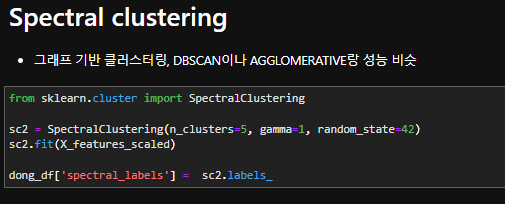 Spectral clustering
• 그래프 기반 클러스터링, DBSCAN이나 AGGLOMERATIVE랑 성능 비슷
from sklearn.cluster import SpectralClustering
sc2 = SpectralClustering(n_clusters=5, gamma=1, random_state=42)
sc2.fit(X_features_scaled)
dong_df['spectral_labels'] =  sc2.labels_